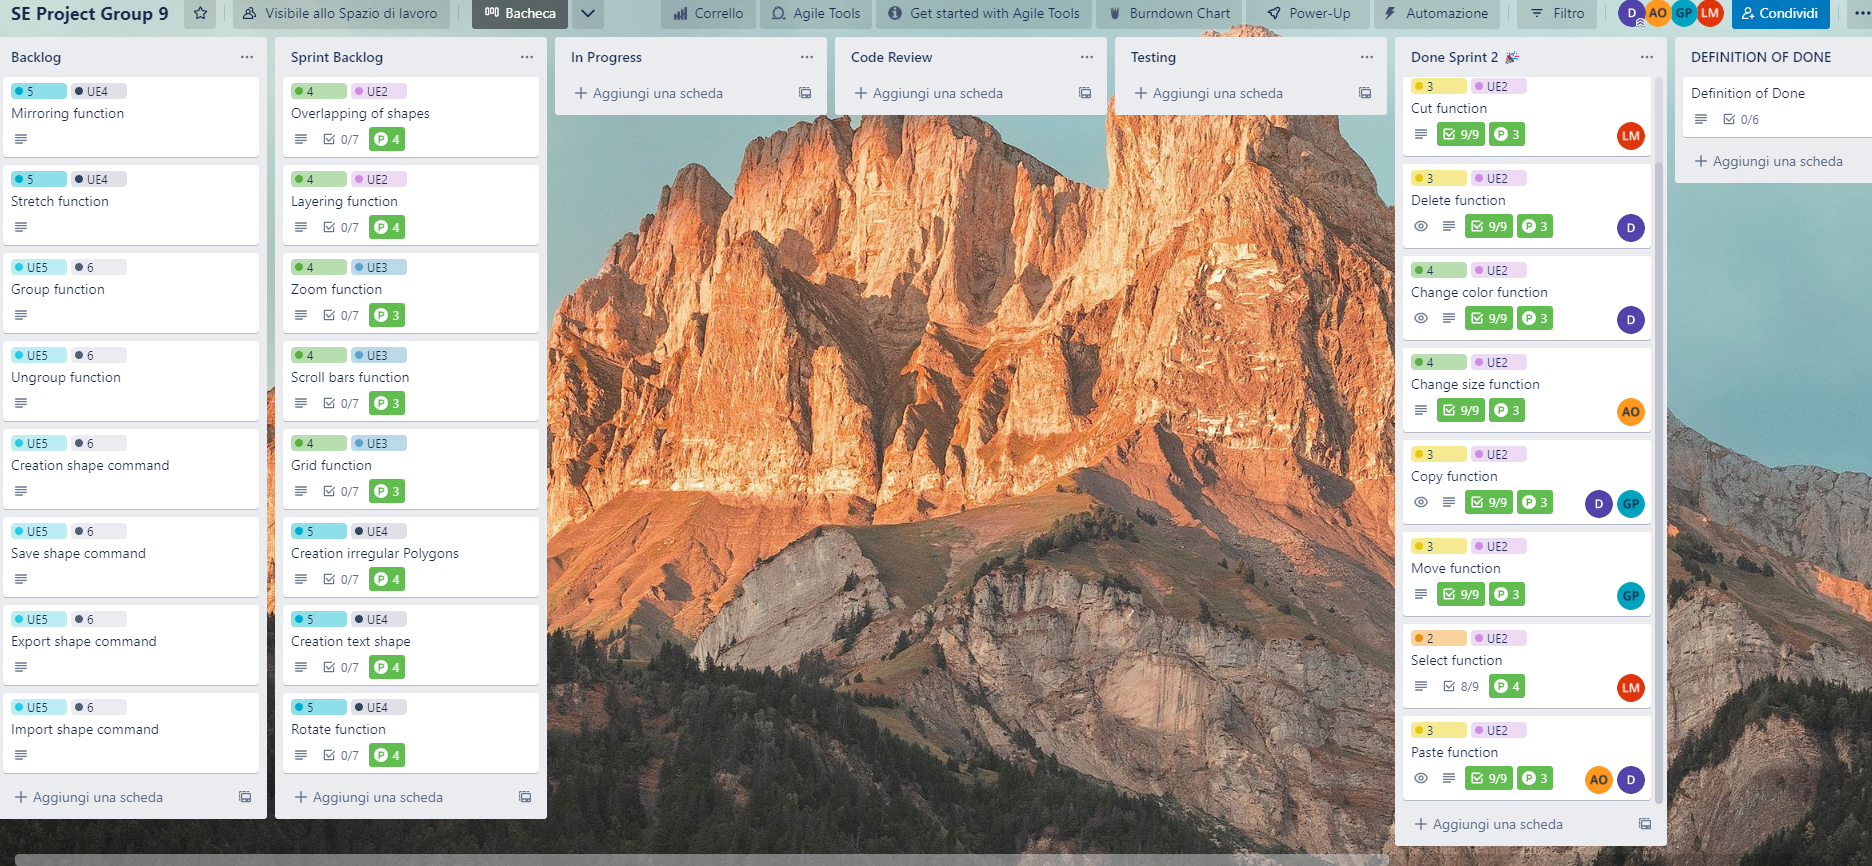 SE Project Group 9
Visibile allo Spazio di lavoro
Bacheca
Corrello
Agile Tools
Get started with Agile Tools
Burndown Chart
Power-Up
Automazione
Filtro
D
AO
GP
LM
Condividi
Backlog
5 UE4
Mirroring function
5 UE4
Stretch function
UE5 6
Group function
UE5 6
Ungroup function
UE5 6
Creation shape command
UE5 6
Save shape command
UE5 6
Export shape command
UE5 6
Import shape command
Aggiungi una scheda
Sprint Backlog
4 UE2
Overlapping of shapes
0/7 P 4
4 UE2
Layering function
0/7 P 4
4 UE3
Zoom function
0/7 P 3
4 UE3
Scroll bars function
0/7 P 3
4 UE3
Grid function
0/7 P 3
5 UE4
Creation irregular Polygons
0/7 P 4
5 UE4
Creation text shape
0/7 P 4
5 UE4
Rotate function
0/7 P 4
Aggiungi una scheda
In Progress
Aggiungi una scheda
Code Review
Aggiungi una scheda
Testing
Aggiungi una scheda
Done Sprint 2 🎉
3 UE2
Cut function
9/9 P 3 LM
3 UE2
Delete function
9/9 P 3 D
4 UE2
Change color function
9/9 P 3 D
4 UE2
Change size function
9/9 P 3 AO
3 UE2
Copy function
9/9 P 3 D GP
3 UE2
Move function
9/9 P 3 GP
2 UE2
Select function
8/9 P 4 LM
3 UE2
Paste function
9/9 P 3 AO D
Aggiungi una scheda
DEFINITION OF DONE
Definition of Done
0/6
Aggiungi una scheda